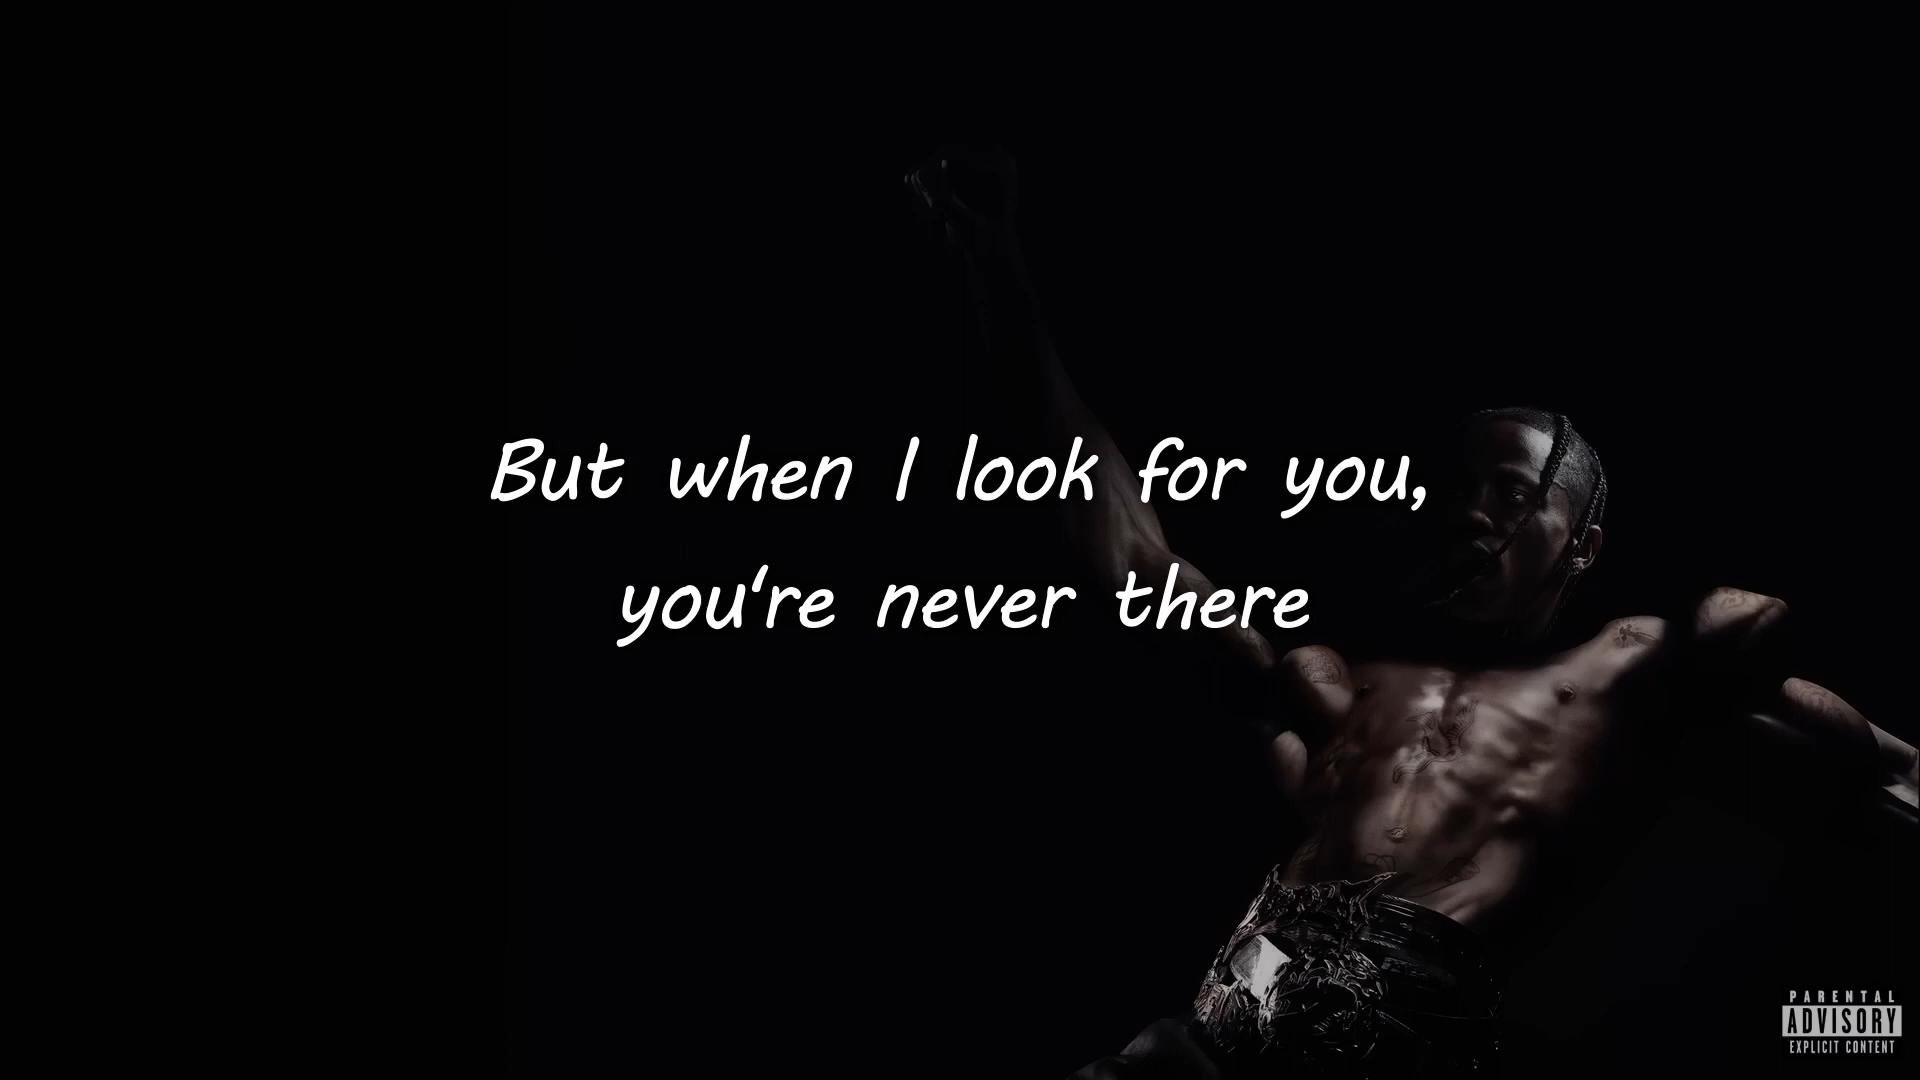 But when I look for you,
you're never there
PARENTAL
ADVISORY
EXPLICIT CONTENT